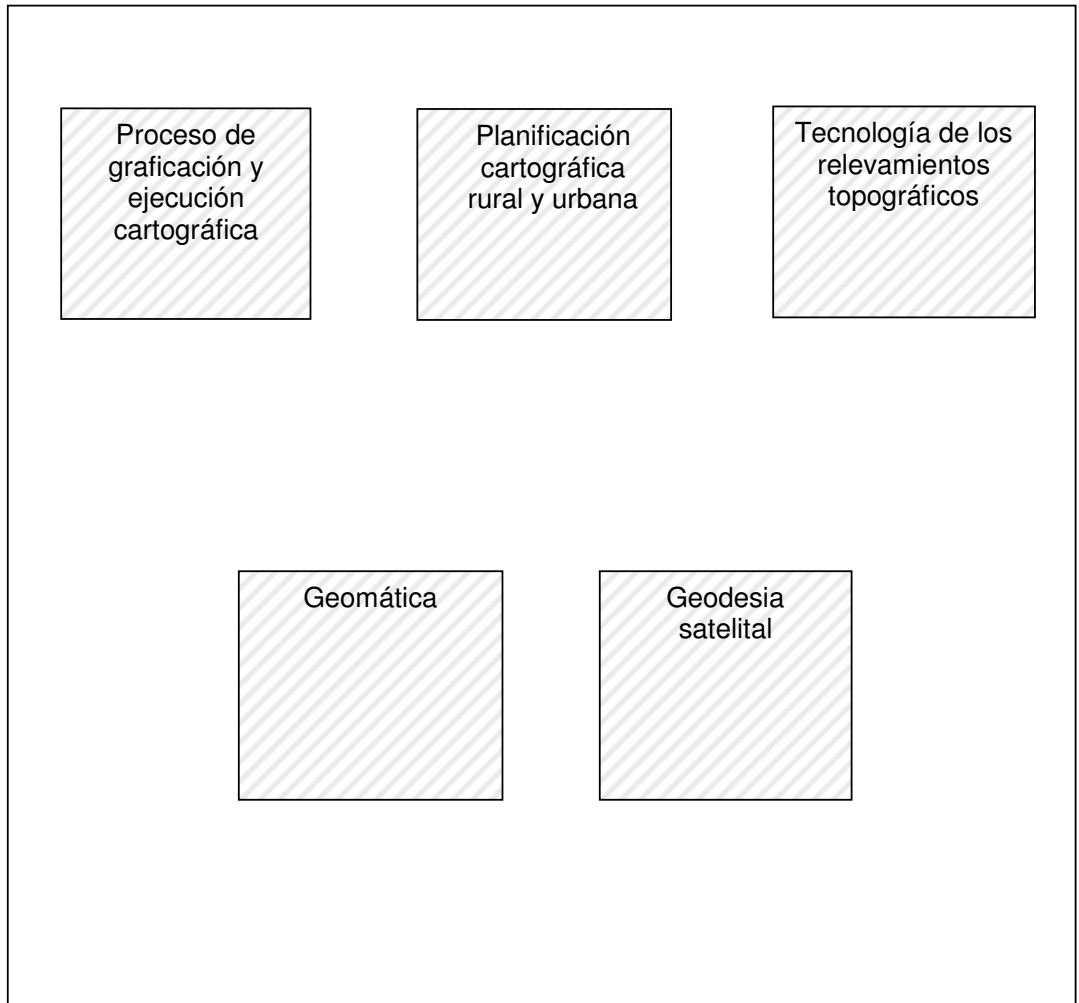 Proceso de
graficación y
ejecución
cartográfica
Planificación
cartográfica
rural y urbana
Tecnología de los
relevamientos
topográficos
Geomática
Geodesia
satelital